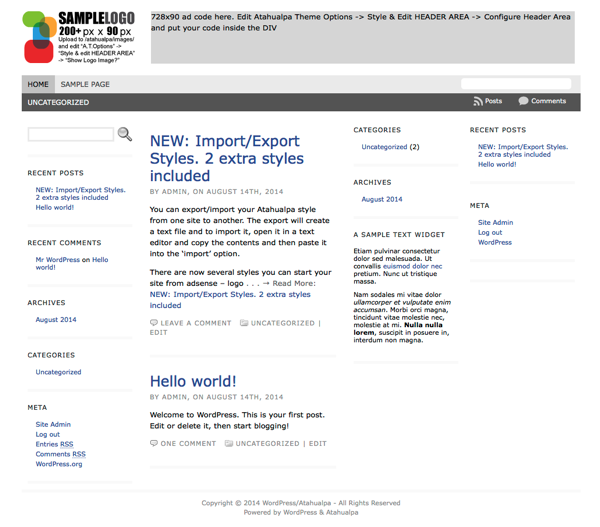 SAMPLELOGO
200+px x 90px
Upload to /atahualpa/images/
and edit "A.T.Options" ->
"Style & edit HEADER AREA"
-> "Show Logo Image?"
728x90 ad code here. Edit Atahualpa Theme Options -> Style & Edit HEADER AREA -> Configure Header Area
and put your code inside the DIV
HOME SAMPLE PAGE
UNCATEGORIZED
Posts Comments
RECENT POSTS
NEW: Import/Export Styles.
2 extra styles included
Hello world!
RECENT COMMENTS
Mr WordPress on Hello
world!
ARCHIVES
August 2014
CATEGORIES
Uncategorized
META
Site Admin
Log out
Entries RSS
Comments RSS
WordPress.org
NEW: Import/Export
Styles. 2 extra styles
included
BY ADMIN, ON AUGUST 14TH, 2014
You can export/import your Atahualpa style
from one site to another. The export will create
a text file and to import it, open it in a text
editor and copy the contents and then paste it
into the 'import' option.
There are now several styles you can start your
site from adsense – logo . . . → Read More:
NEW: Import/Export Styles. 2 extra styles
included
LEAVE A COMMENT UNCATEGORIZED |
EDIT
Hello world!
BY ADMIN, ON AUGUST 14TH, 2014
Welcome to WordPress. This is your first post.
Edit or delete it, then start blogging!
ONE COMMENT UNCATEGORIZED | EDIT
CATEGORIES
Uncategorized (2)
ARCHIVES
August 2014
A SAMPLE TEXT WIDGET
Etiam pulvinar consectetur
dolor sed malesuada. Ut
convallis euismod dolor nec
pretium. Nunc ut tristique
massa.
Nam sodales mi vitae dolor
ullamcorper et vulputate enim
accumsan. Morbi orci magna,
tincidunt vitae molestie nec,
molestie at mi. Nulla nulla
lorem, suscipit in posuere in,
interdum non magna.
RECENT POSTS
NEW: Import/Export Styles.
2 extra styles included
Hello world!
META
Site Admin
Log out
WordPress
Copyright © 2014 WordPress/Atahualpa - All Rights Reserved
Powered by WordPress & Atahualpa